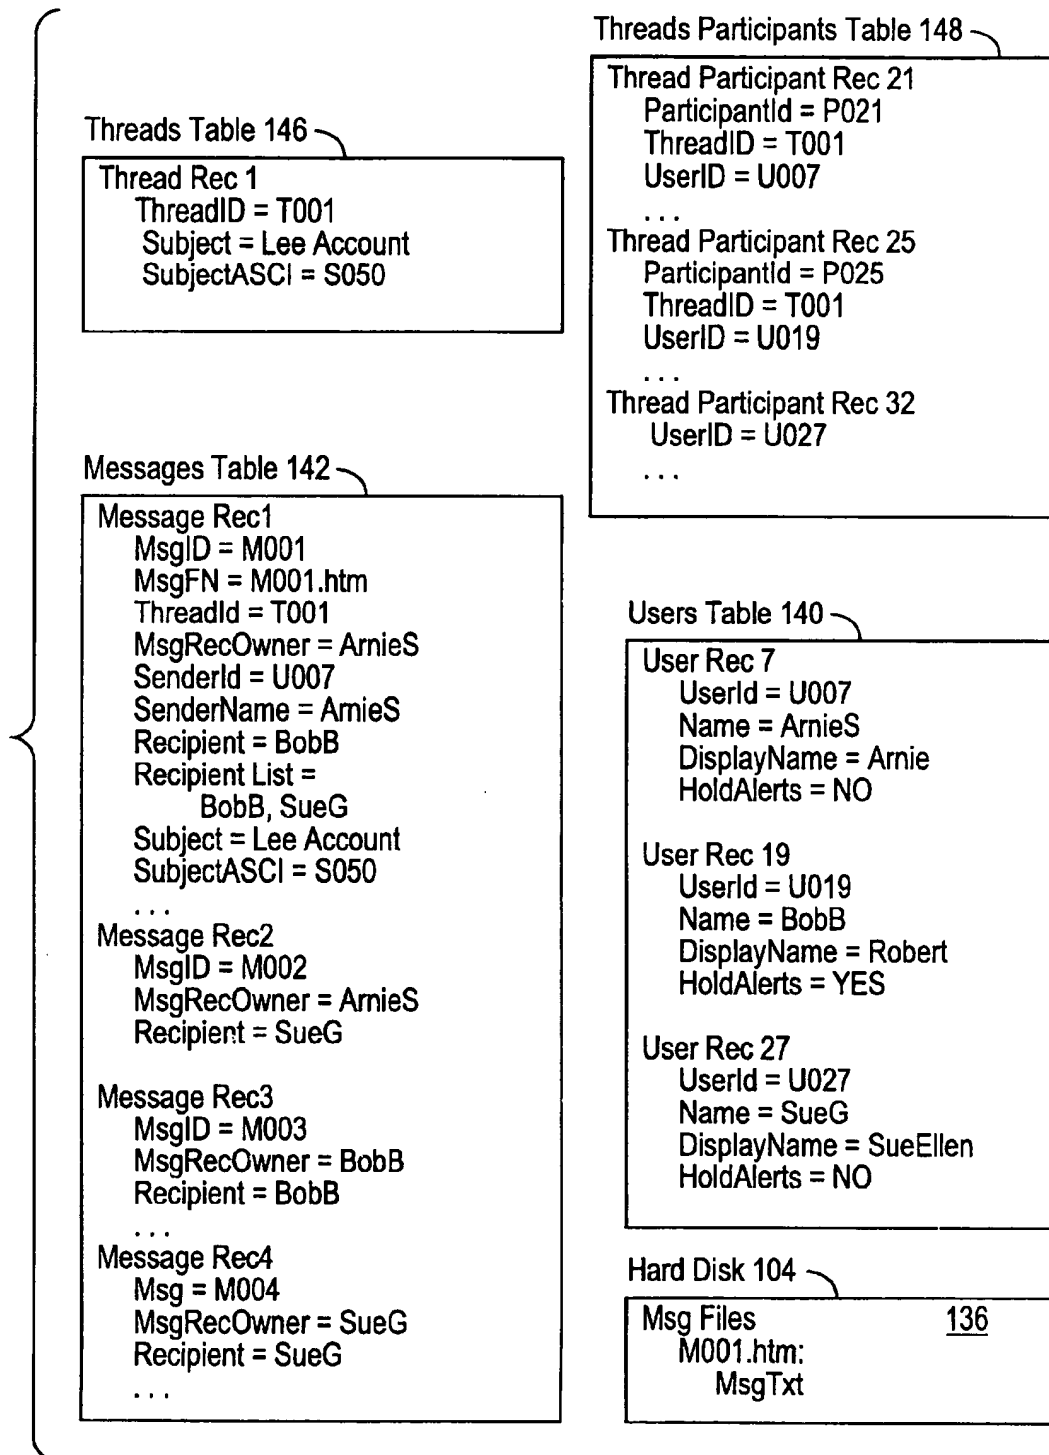 Threads Table 146
Thread Rec 1
ThreadID = T001
Subject = Lee Account
SubjectASCI = S050
Messages Table 142
Message Rec1
MsgID = M001
MsgFN = M001.htm
ThreadId = T001
MsgRecOwner = ArnieS
SenderId = U007
SenderName = ArnieS
Recipient = BobB
Recipient List =
BobB, SueG
Subject = Lee Account
SubjectASCI = S050
. . .
Message Rec2
MsgID = M002
MsgRecOwner = ArnieS
Recipient = SueG
Message Rec3
MsgID = M003
MsgRecOwner = BobB
Recipient = BobB
. . .
Message Rec4
Msg = M004
MsgRecOwner = SueG
Recipient = SueG
. . .
Threads Participants Table 148
Thread Participant Rec 21
ParticipantId = P021
ThreadID = T001
UserID = U007
. . .
Thread Participant Rec 25
ParticipantId = P025
ThreadID = T001
UserID = U019
. . .
Thread Participant Rec 32
UserID = U027
. . .
Users Table 140
User Rec 7
UserId = U007
Name = ArnieS
DisplayName = Arnie
HoldAlerts = NO
User Rec 19
UserId = U019
Name = BobB
DisplayName = Robert
HoldAlerts = YES
User Rec 27
UserId = U027
Name = SueG
DisplayName = SueEllen
HoldAlerts = NO
Hard Disk 104
Msg Files 136
M001.htm:
MsgTxt